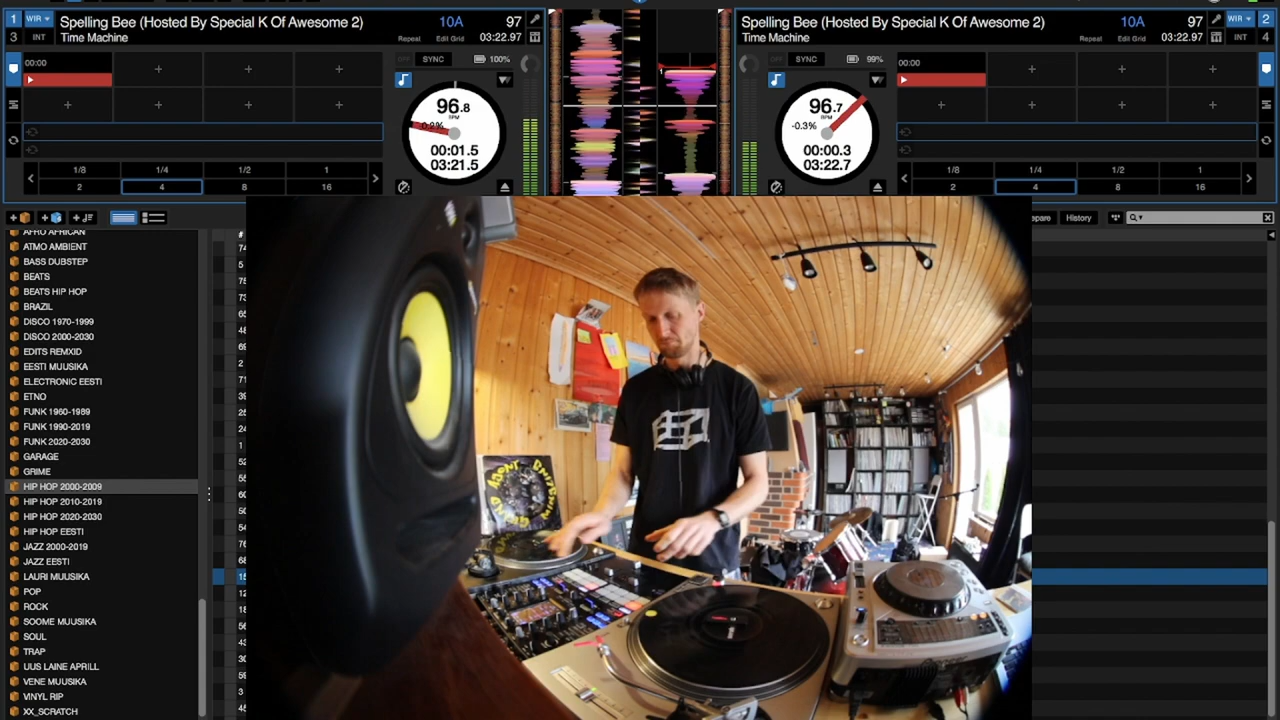 1 WIR Spelling Bee (Hosted By Special K Of Awesome 2) 10A 97
3 INT Time Machine Repeat Edit Grid 03:22.97
00:00
OFF SYNC 100%
96.8
RPM
-0.2%
00:01.5
03:21.5
1/8 1/4 1/2 1
2 4 8 16
1
Spelling Bee (Hosted By Special K Of Awesome 2) 10A 97 WIR 2
Time Machine Repeat Edit Grid 03:22.97 INT 4
OFF SYNC 99%
00:00
96.7
RPM
-0.3%
00:00.3
03:22.7
1/8 1/4 1/2 1
2 4 8 16
pare History
#
AFRO AFRICAN
ATMO AMBIENT
BASS DUBSTEP
BEATS
BEATS HIP HOP
BRAZIL
DISCO 1970-1999
DISCO 2000-2030
EDITS REMXID
EESTI MUUSIKA
ELECTRONIC EESTI
ETNO
FUNK 1960-1989
FUNK 1990-2019
FUNK 2020-2030
GARAGE
GRIME
HIP HOP 2000-2009
HIP HOP 2010-2019
HIP HOP 2020-2030
HIP HOP EESTI
JAZZ 2000-2019
JAZZ EESTI
LAURI MUUSIKA
POP
ROCK
SOOME MUUSIKA
SOUL
TRAP
UUS LAINE APRILL
VENE MUUSIKA
VINYL RIP
XX_SCRATCH